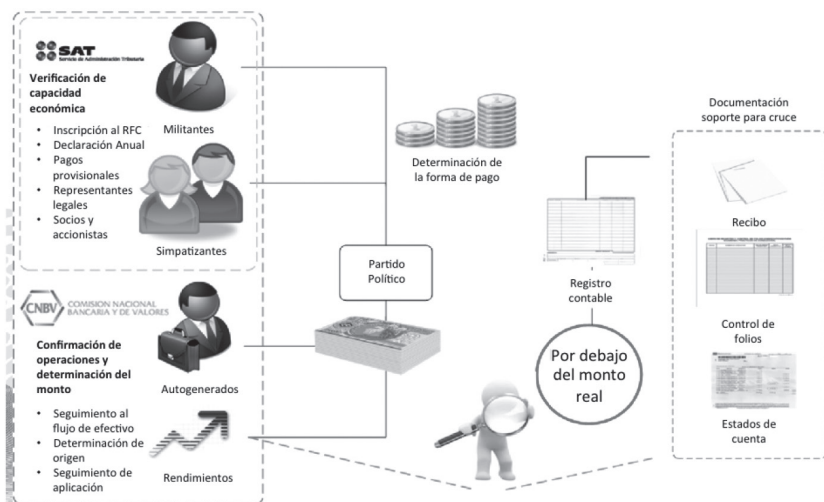 SAT
Servicio de Administración Tributaria
Verificación de
capacidad
económica
• Inscripción al RFC
• Declaración Anual
• Pagos
provisionales
• Representantes
legales
• Socios y
accionistas
Militantes
Simpatizantes
CNBV
COMISION NACIONAL
BANCARIA Y DE VALORES
Confirmación de
operaciones y
determinación del
monto
• Seguimiento al
flujo de efectivo
• Determinación de
origen
• Seguimiento de
aplicación
Autogenerados
Rendimientos
Partido
Político
Determinación de
la forma de pago
Registro
contable
Por debajo
del monto
real
Documentación
soporte para cruce
Recibo
Control de
folios
Estados de
cuenta